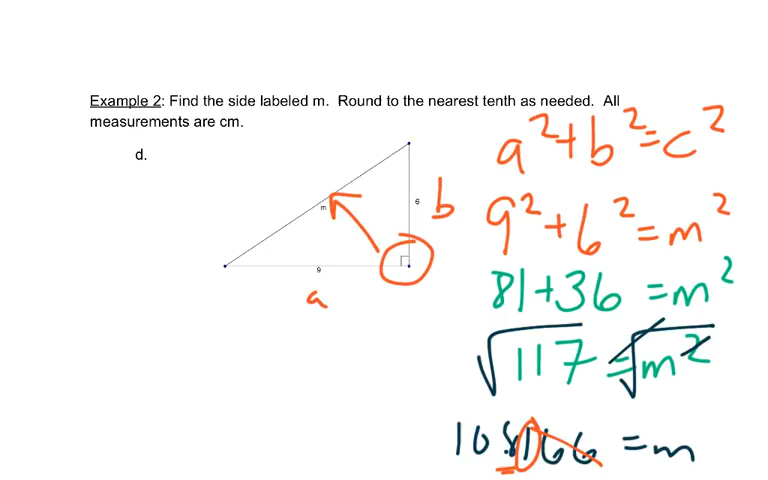 Example 2: Find the side labeled m. Round to the nearest tenth as needed. All
measurements are cm.
d.
a²+b²=c²
m
6
b
9²+6²=m²
9
a
81+36=m²
√117=√m²
10.8166=m